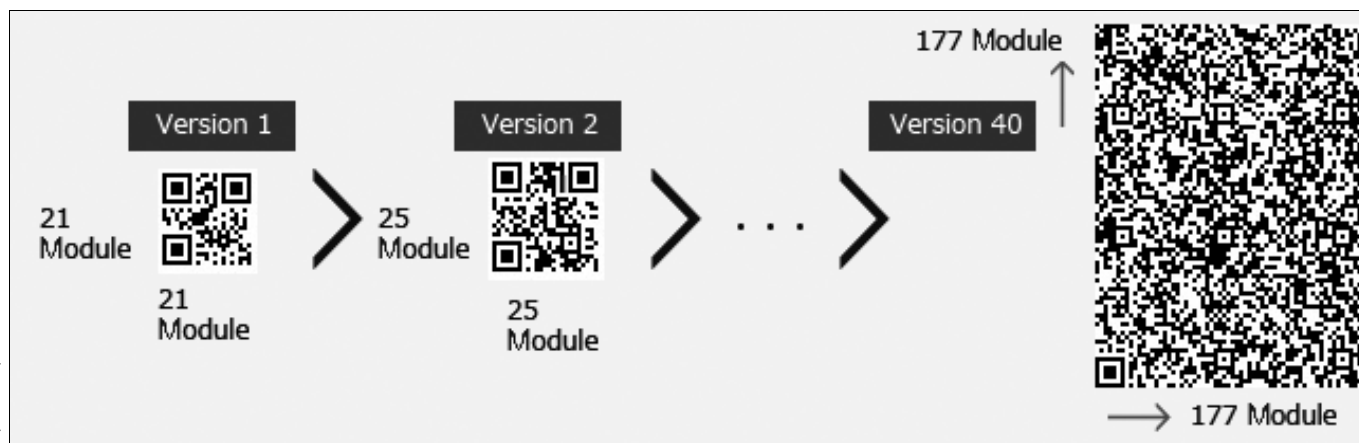 177 Module
Version 1
Version 2
Version 40
21
Module
25
Module
. . .
21
Module
25
Module
177 Module